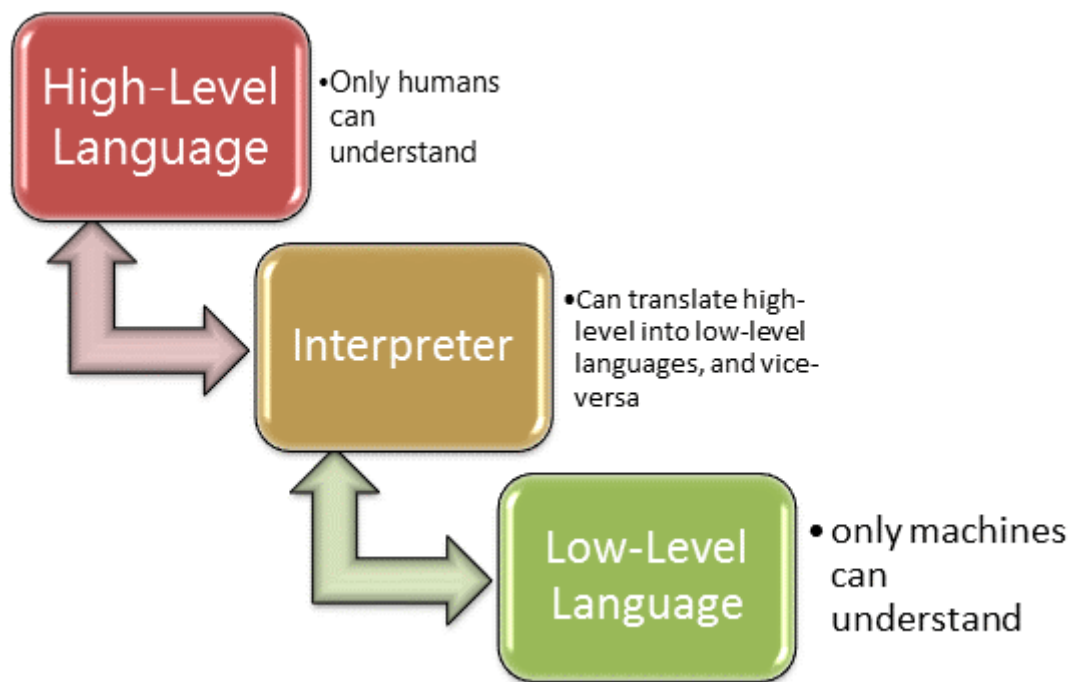 High-Level
Language
•Only humans
can
understand
Interpreter
•Can translate high-
level into low-level
languages, and vice-
versa
Low-Level
Language
• only machines
can
understand